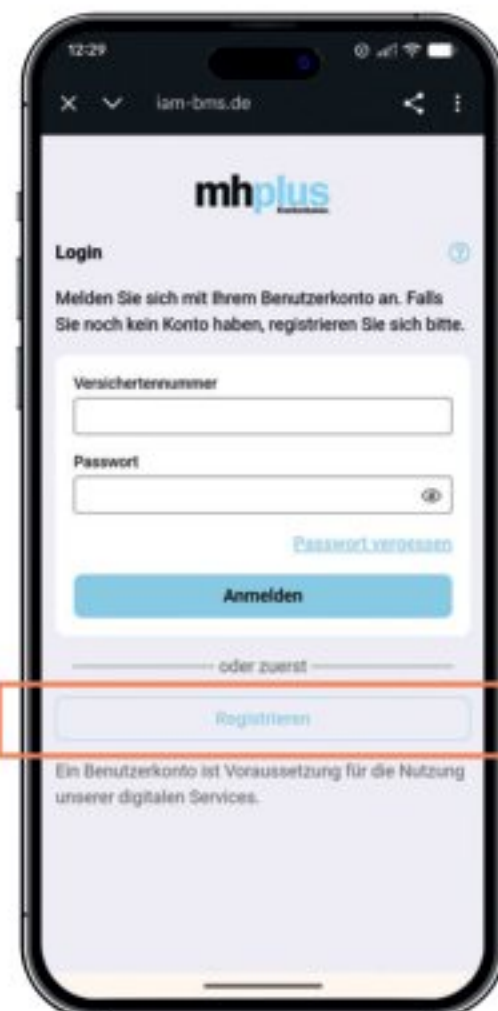 12:29
iam-bms.de
mhplus
Krankenkasse
Login
Melden Sie sich mit Ihrem Benutzerkonto an. Falls
Sie noch kein Konto haben, registrieren Sie sich bitte.
Versichertennummer
Passwort
Passwort vergessen
Anmelden
oder zuerst
Registrieren
Ein Benutzerkonto ist Voraussetzung für die Nutzung
unserer digitalen Services.